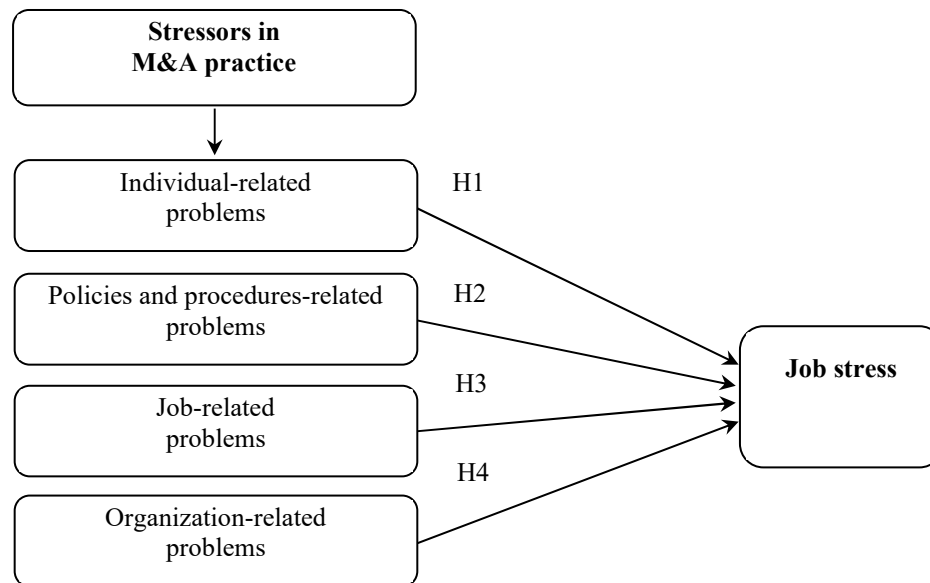 Stressors in
M&A practice
Individual-related
problems
H1
Policies and procedures-related
problems
H2
Job-related
problems
H3
Organization-related
problems
H4
Job stress